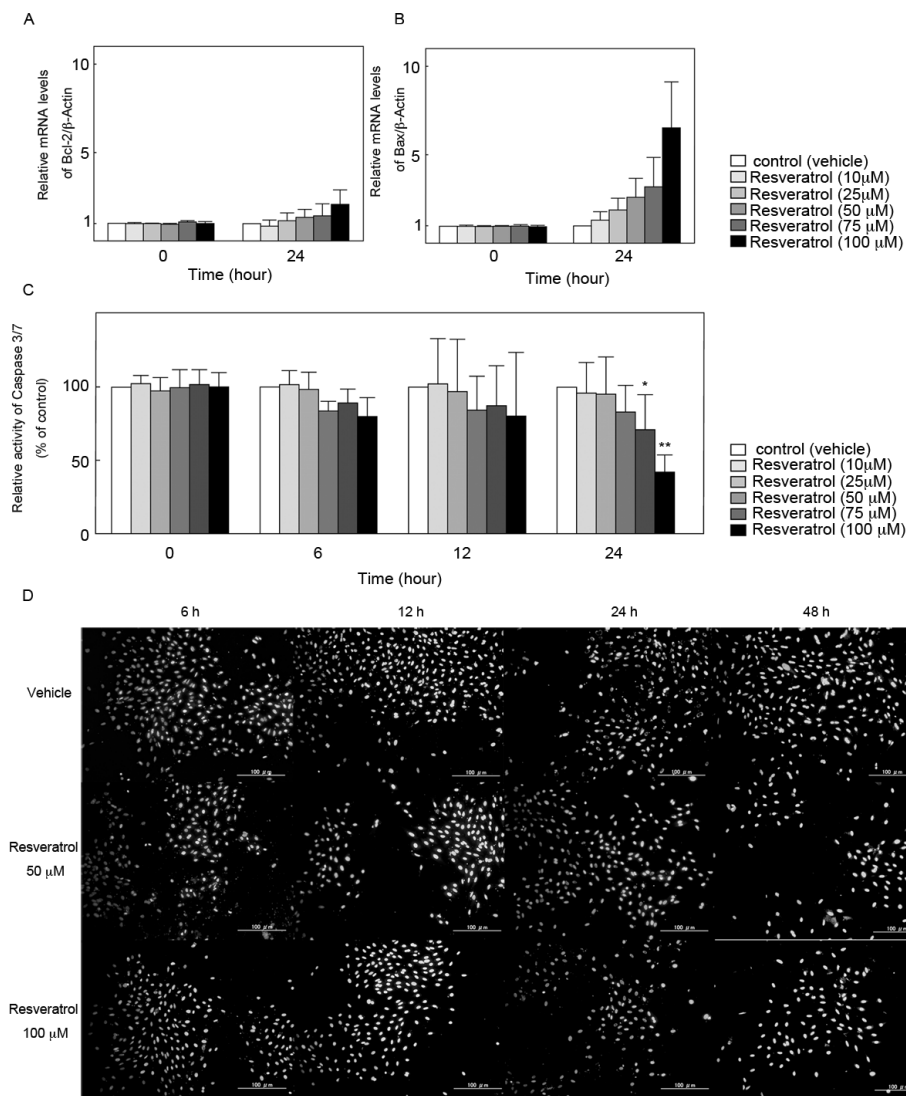 A
B
Relative mRNA levels
of Bcl-2/β-Actin
10
5
1
0
24
Time (hour)
Relative mRNA levels
of Bax/β-Actin
10
5
1
0
24
Time (hour)
control (vehicle)
Resveratrol (10μM)
Resveratrol (25μM)
Resveratrol (50 μM)
Resveratrol (75 μM)
Resveratrol (100 μM)
C
Relative activity of Caspase 3/7
(% of control)
100
50
0
*
**
0
6
12
24
Time (hour)
control (vehicle)
Resveratrol (10μM)
Resveratrol (25μM)
Resveratrol (50 μM)
Resveratrol (75 μM)
Resveratrol (100 μM)
D
6 h
12 h
24 h
48 h
Vehicle
100 μm
100 μm
100 μm
100 μm
Resveratrol
50 μM
100 μm
100 μm
100 μm
100 μm
Resveratrol
100 μM
100 μm
100 μm
100 μm
100 μm